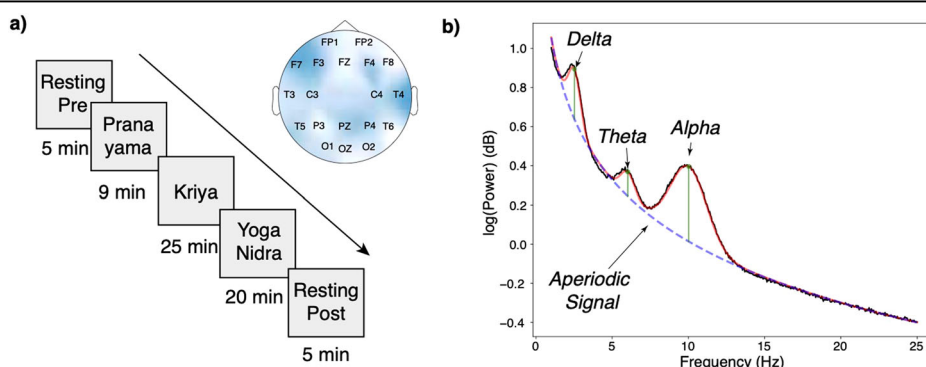 a)
Resting
Pre
5 min
Prana
yama
9 min
Kriya
25 min
Yoga
Nidra
20 min
Resting
Post
5 min
FP1 FP2
F7 F3 FZ F4 F8
T3 C3 C4 T4
T5 P3 PZ P4 T6
O1 OZ O2
b)
Delta
Theta
Alpha
Aperiodic
Signal
log(Power) (dB)
1.0
0.8
0.6
0.4
0.2
0.0
−0.2
−0.4
0 5 10 15 20 25
Frequency (Hz)